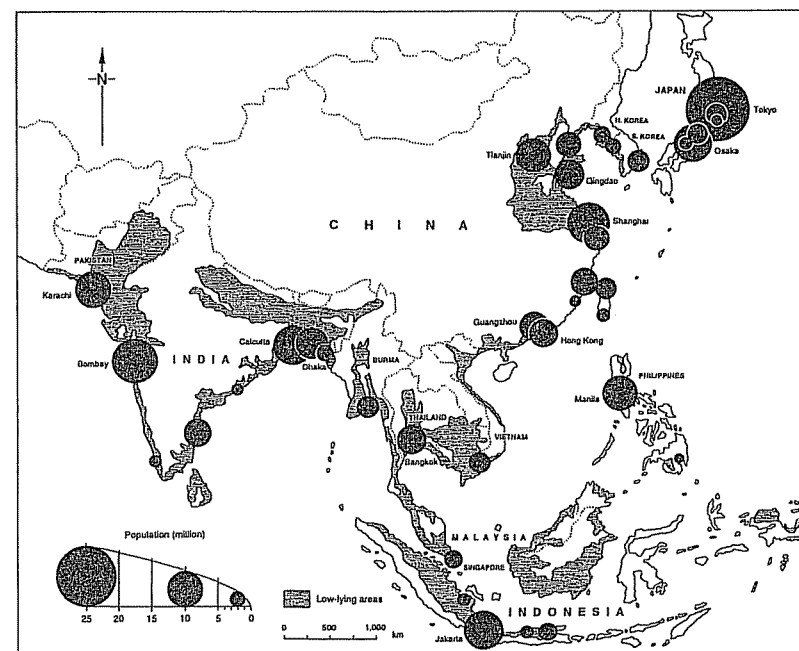 N
JAPAN
Tokyo
N. KOREA
S. KOREA
Osaka
Tianjin
Qingdao
CHINA
Shanghai
PAKISTAN
Karachi
Guangzhou
Hong Kong
Calcutta
INDIA
Dhaka
BURMA
Bombay
PHILIPPINES
Manila
THAILAND
VIETNAM
Bangkok
MALAYSIA
SINGAPORE
INDONESIA
Jakarta
Population (million)
25 20 15 10 5 0
Low-lying areas
0 500 1,000
km